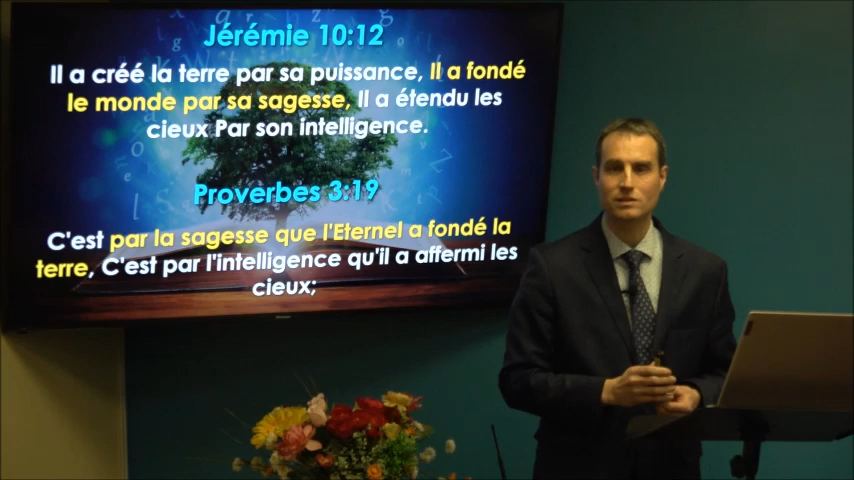 Jérémie 10:12
Il a créé la terre par sa puissance, Il a fondé
le monde par sa sagesse, Il a étendu les
cieux Par son intelligence.
Proverbes 3:19
C'est par la sagesse que l'Eternel a fondé la
terre, C'est par l'intelligence qu'il a affermi les
cieux;
Lenovo